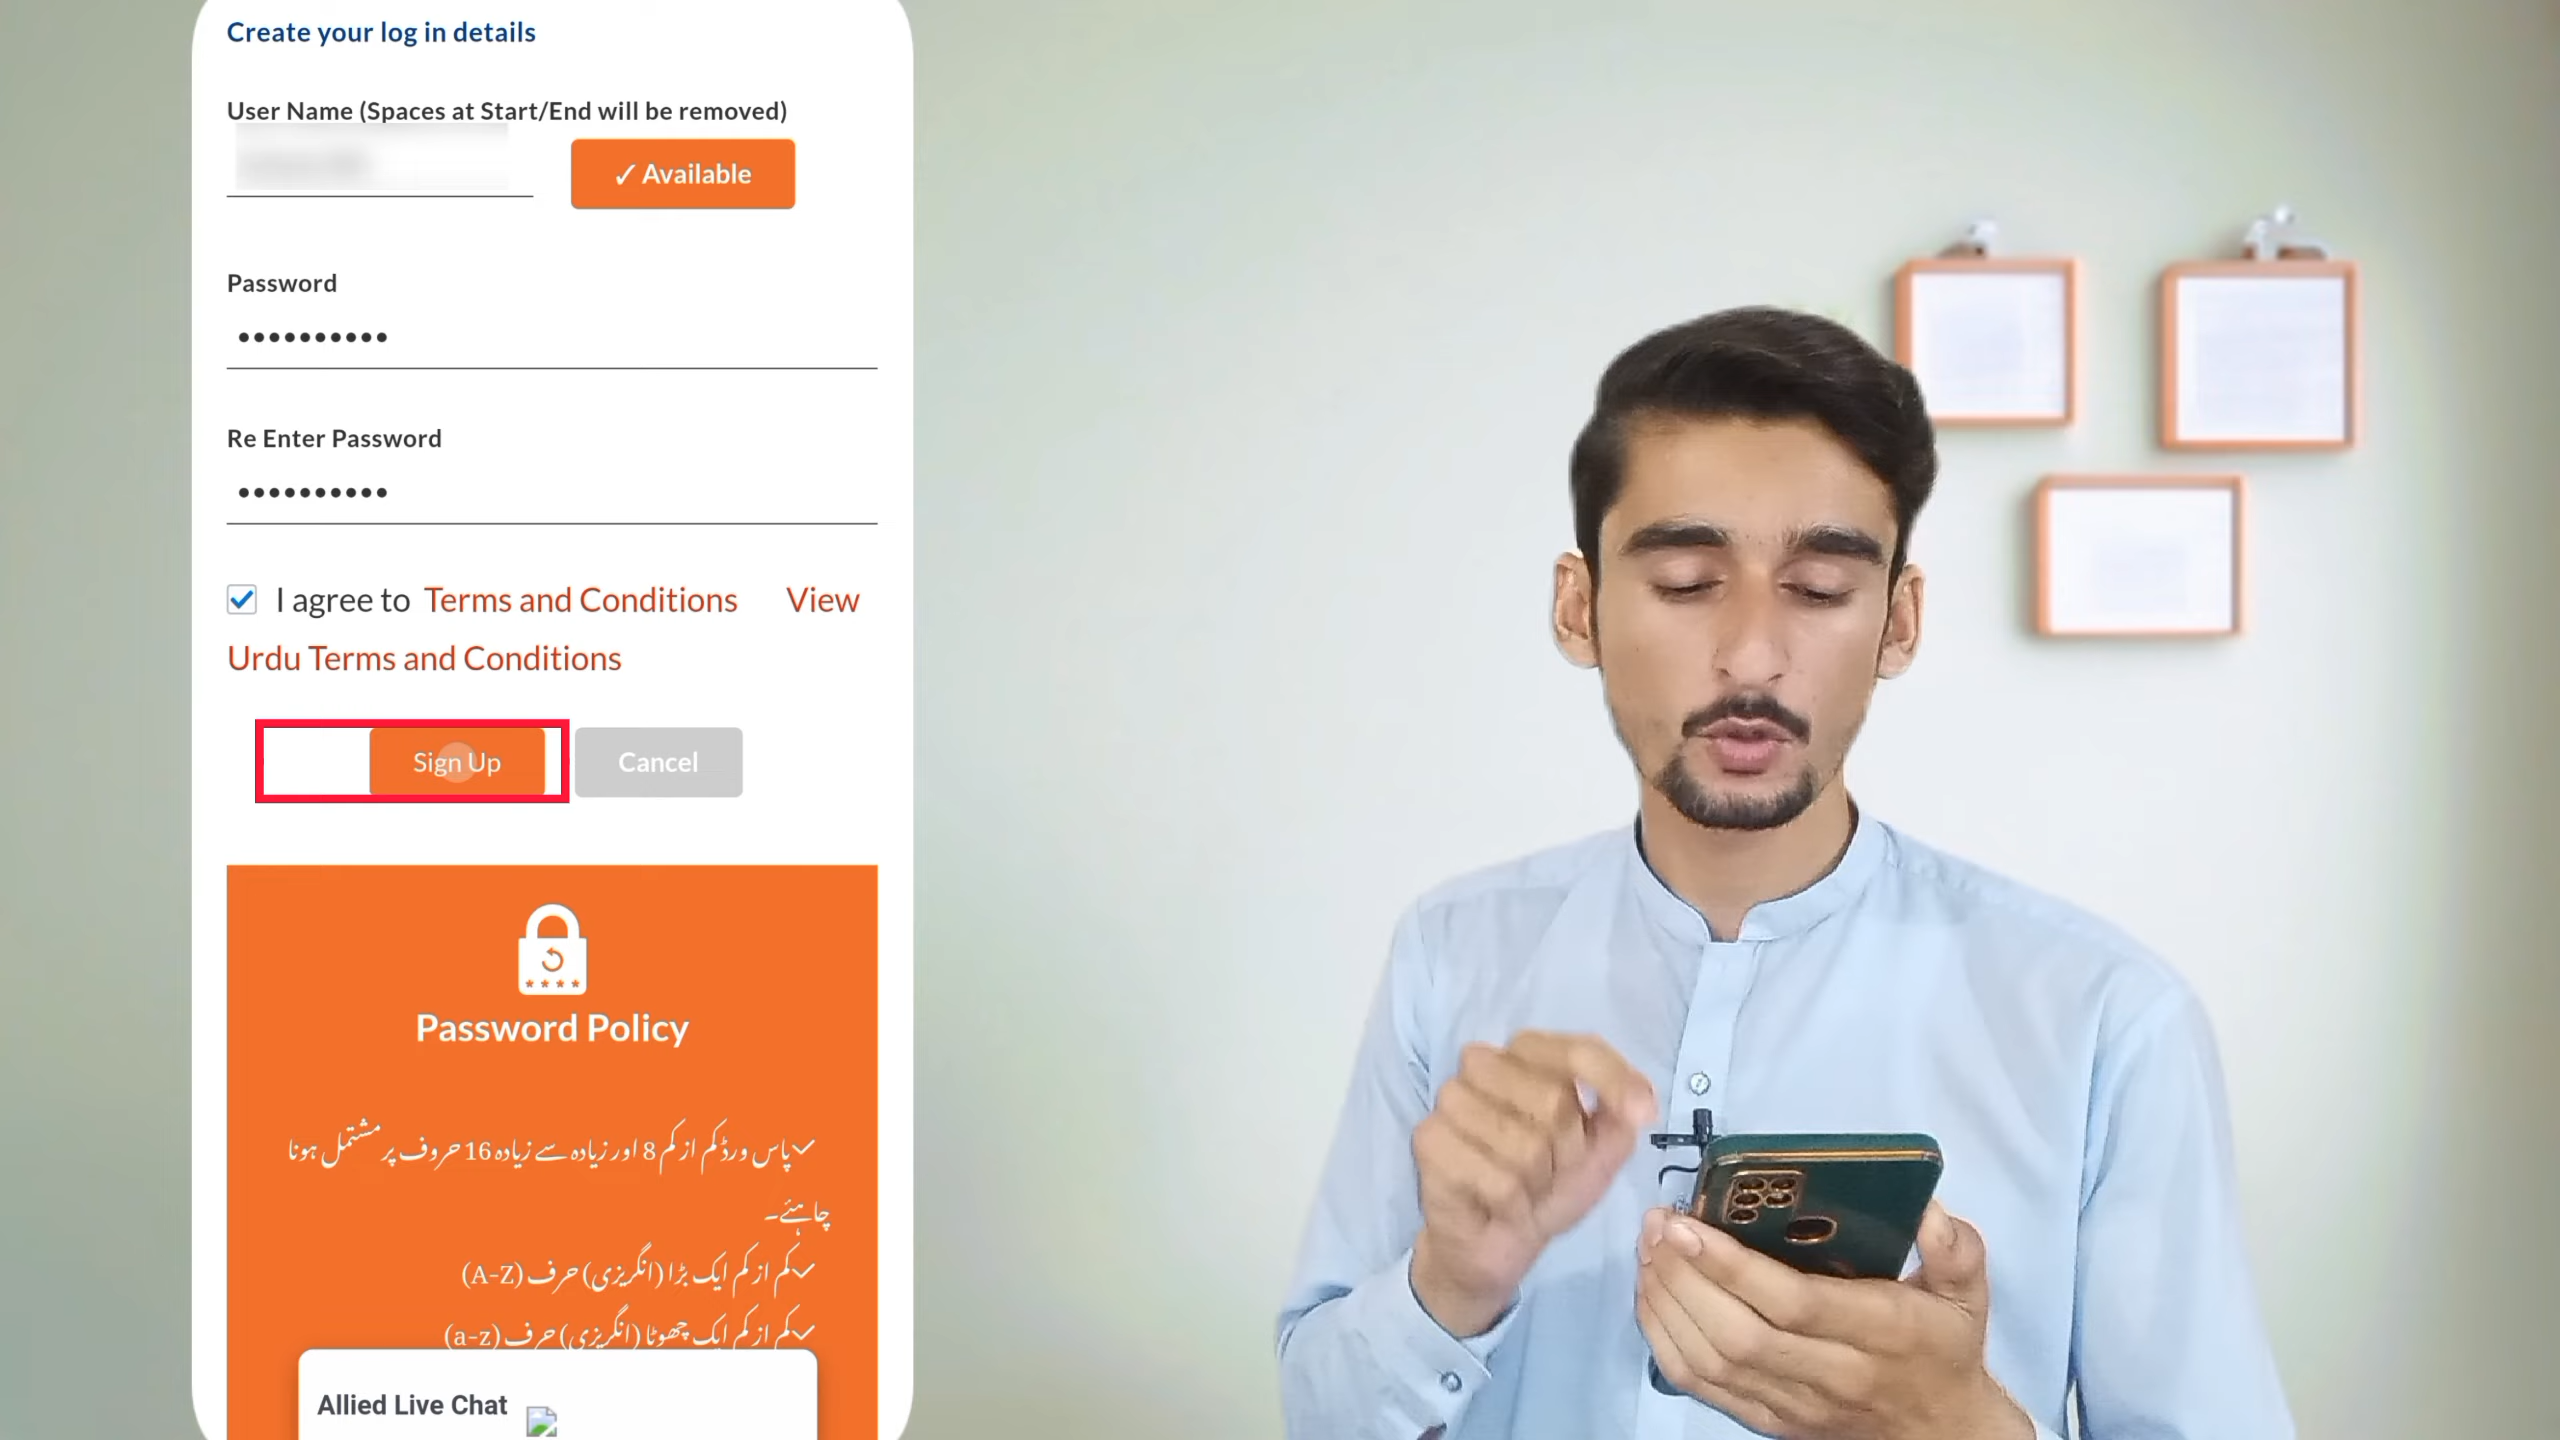 Create your log in details
User Name (Spaces at Start/End will be removed)
✓ Available
Password
••••••••••
Re Enter Password
••••••••••
I agree to Terms and Conditions View
Urdu Terms and Conditions
Sign Up Cancel
Password Policy
✓پاس ورڈ کم از کم 8 اور زیادہ سے زیادہ 16 حروف پر مشتمل ہونا
چاہئے۔
✓کم از کم ایک بڑا (انگریزی) حرف (A-Z)
✓کم از کم ایک چھوٹا (انگریزی) حرف (a-z)
Allied Live Chat